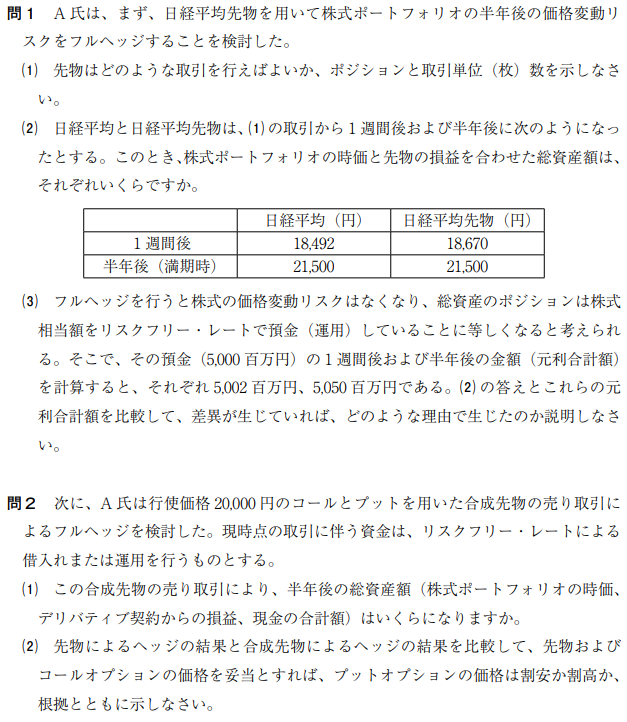 問1 A氏は、まず、日経平均先物を用いて株式ポートフォリオの半年後の価格変動リ
スクをフルヘッジすることを検討した。
⑴ 先物はどのような取引を行えばよいか、ポジションと取引単位（枚）数を示しなさ
い。
⑵ 日経平均と日経平均先物は、⑴の取引から1週間後および半年後に次のようになっ
たとする。このとき、株式ポートフォリオの時価と先物の損益を合わせた総資産額は、
それぞれいくらですか。
日経平均（円） 日経平均先物（円）
1週間後 18,492 18,670
半年後（満期時） 21,500 21,500
⑶ フルヘッジを行うと株式の価格変動リスクはなくなり、総資産のポジションは株式
相当額をリスクフリー・レートで預金（運用）していることに等しくなると考えられ
る。そこで、その預金（5,000百万円）の1週間後および半年後の金額（元利合計額）
を計算すると、それぞれ5,002百万円、5,050百万円である。⑵の答えとこれらの元
利合計額を比較して、差異が生じていれば、どのような理由で生じたのか説明しなさ
い。
問2 次に、A氏は行使価格20,000円のコールとプットを用いた合成先物の売り取引に
よるフルヘッジを検討した。現時点の取引に伴う資金は、リスクフリー・レートによる
借入れまたは運用を行うものとする。
⑴ この合成先物の売り取引により、半年後の総資産額（株式ポートフォリオの時価、
デリバティブ契約からの損益、現金の合計額）はいくらになりますか。
⑵ 先物によるヘッジの結果と合成先物によるヘッジの結果を比較して、先物および
コールオプションの価格を妥当とすれば、プットオプションの価格は割安か割高か、
根拠とともに示しなさい。